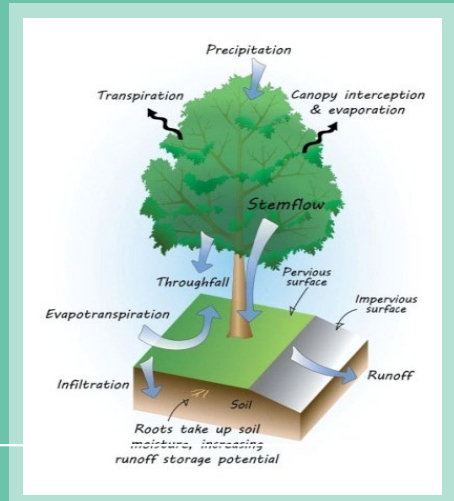 Precipitation
Transpiration
Canopy interception
& evaporation
Stemflow
Throughfall
Pervious
surface
Impervious
surface
Evapotranspiration
Infiltration
Runoff
Soil
Roots take up soil
moisture, increasing
runoff storage potential